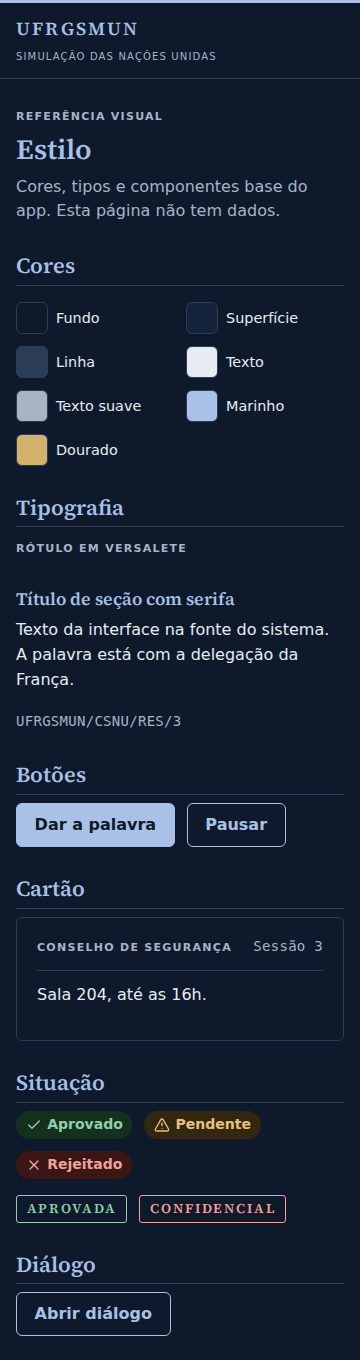 UFRGSMUN
SIMULAÇÃO DAS NAÇÕES UNIDAS
REFERÊNCIA VISUAL
Estilo
Cores, tipos e componentes base do
app. Esta página não tem dados.
Cores
Fundo
Superfície
Linha
Texto
Texto suave
Marinho
Dourado
Tipografia
RÓTULO EM VERSALETE
Título de seção com serifa
Texto da interface na fonte do sistema.
A palavra está com a delegação da
França.
UFRGSMUN/CSNU/RES/3
Botões
Dar a palavra
Pausar
Cartão
CONSELHO DE SEGURANÇA
Sessão 3
Sala 204, até as 16h.
Situação
Aprovado
Pendente
Rejeitado
APROVADA
CONFIDENCIAL
Diálogo
Abrir diálogo